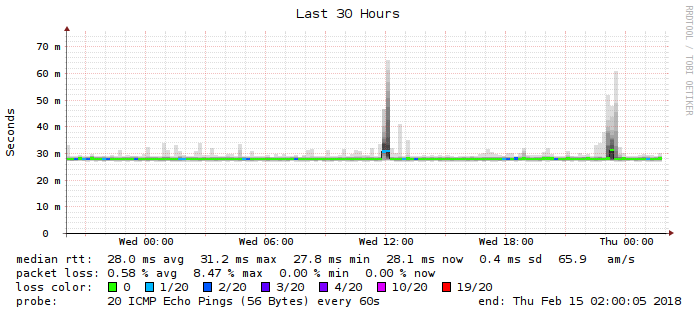 Last 30 Hours
RRDTOOL / TOBI OETIKER
Seconds
70 m
60 m
50 m
40 m
30 m
20 m
10 m
0
Wed 00:00 Wed 06:00 Wed 12:00 Wed 18:00 Thu 00:00
median rtt: 28.0 ms avg 31.2 ms max 27.8 ms min 28.1 ms now 0.4 ms sd 65.9 am/s
packet loss: 0.58 % avg 8.47 % max 0.00 % min 0.00 % now
loss color: 0 1/20 2/20 3/20 4/20 10/20 19/20
probe: 20 ICMP Echo Pings (56 Bytes) every 60s end: Thu Feb 15 02:00:05 2018